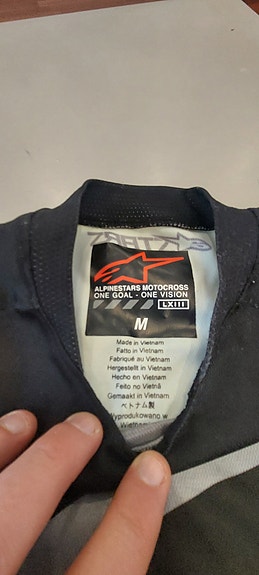 ALPINESTARS MOTOCROSS
ONE GOAL - ONE VISION
LXIII
M
Made in Vietnam
Fatto in Vietnam
Fabriqué au Vietnam
Hergestellt in Vietnam
Hecho en Vietnam
Feito no Vietnã
Gemaakt in Vietnam
ベトナム製
Wyprodukowano w